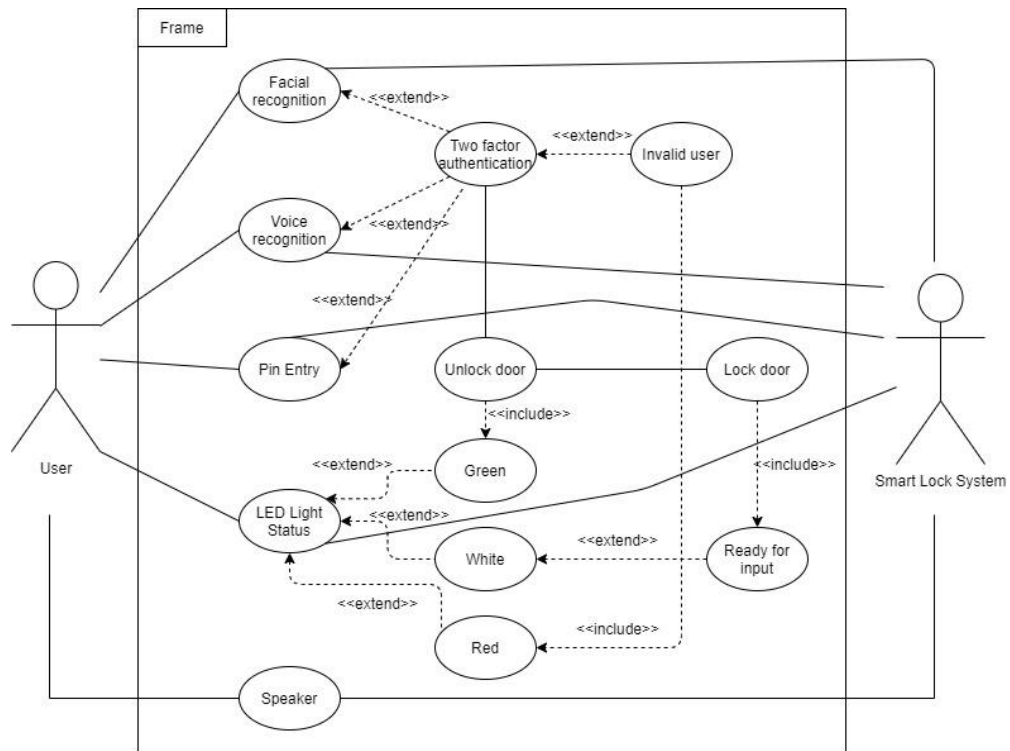 Frame
Facial
recognition
<<extend>>
Two factor
authentication
<<extend>>
Invalid user
Voice
recognition
<<extend>>
<<extend>>
Pin Entry
Unlock door
Lock door
<<include>>
User
<<extend>>
Green
<<include>>
Smart Lock System
LED Light
Status
<<extend>>
White
<<extend>>
Ready for
input
<<extend>>
Red
<<include>>
Speaker